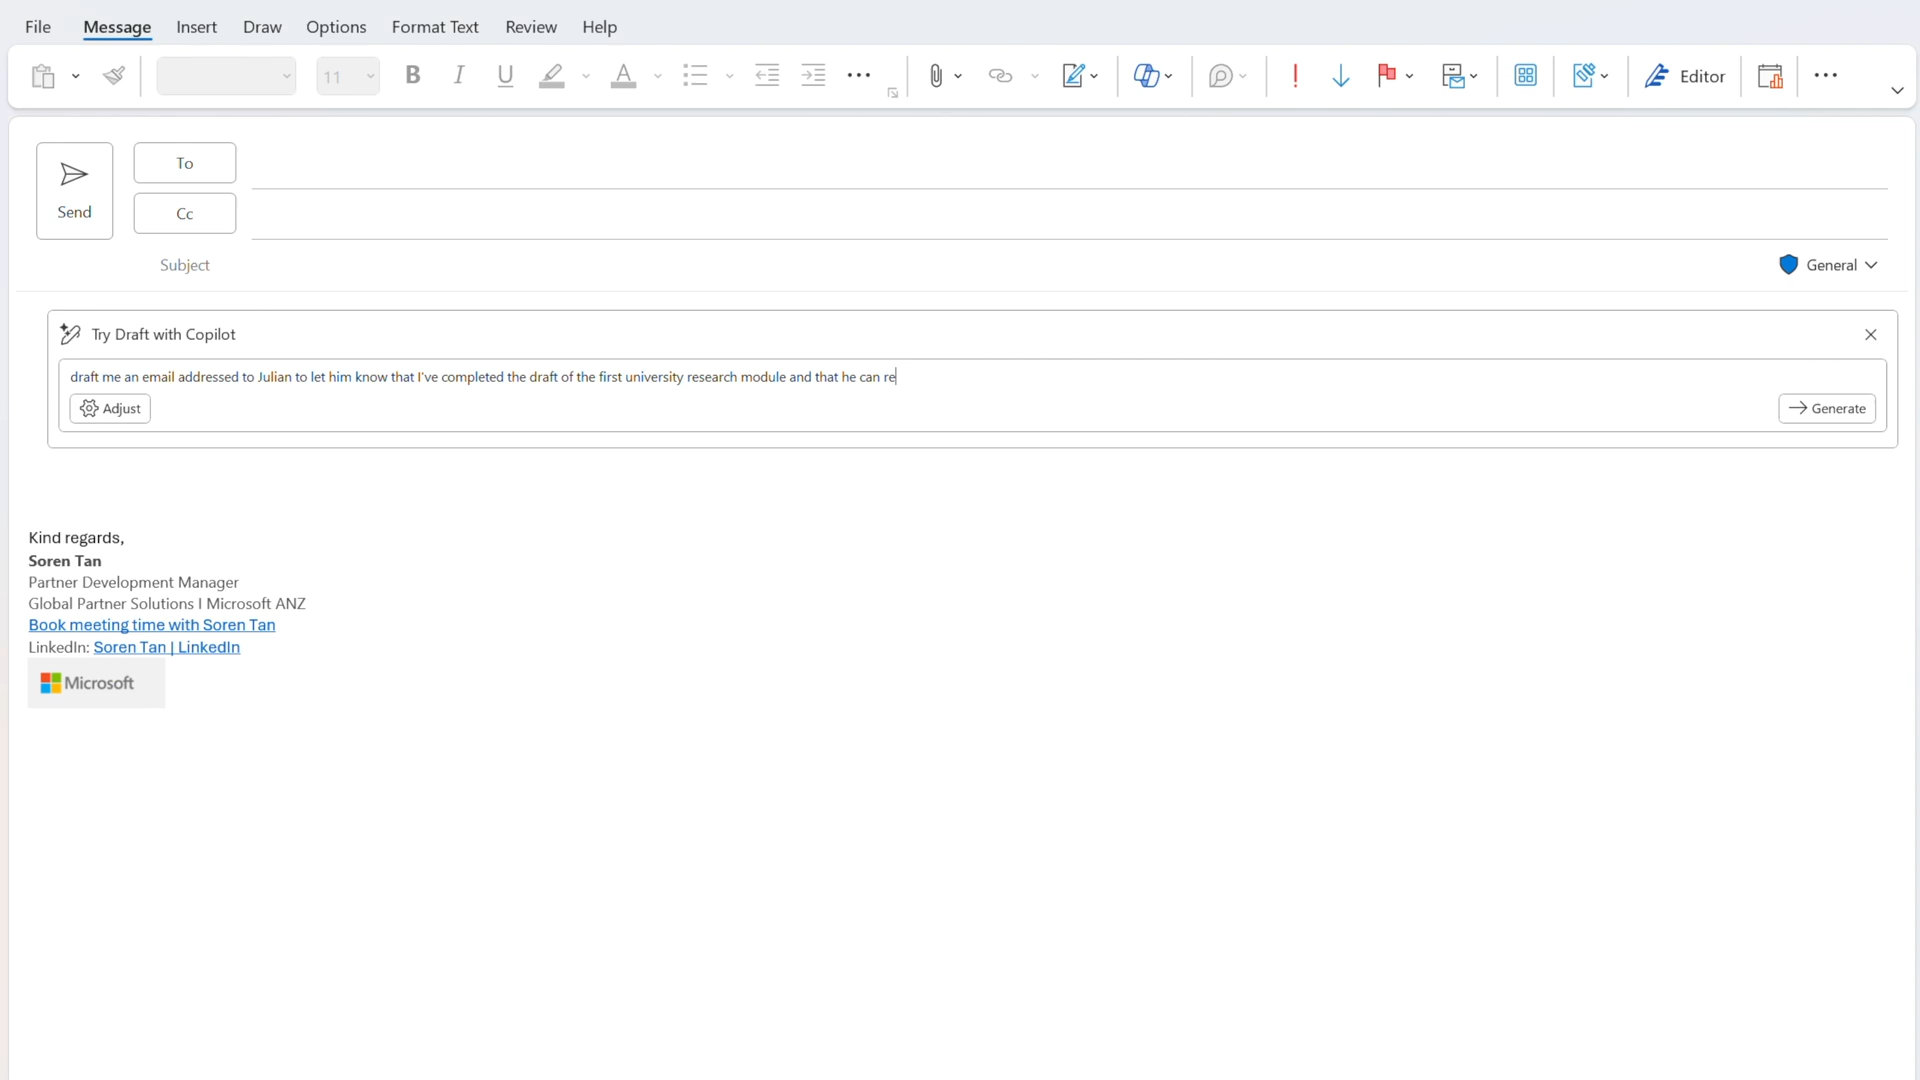 File Message Insert Draw Options Format Text Review Help
11 B I U A Editor
Send
To
Cc
Subject
General
Try Draft with Copilot
draft me an email addressed to Julian to let him know that I've completed the draft of the first university research module and that he can re
Adjust
Generate
Kind regards,
Soren Tan
Partner Development Manager
Global Partner Solutions I Microsoft ANZ
Book meeting time with Soren Tan
LinkedIn: Soren Tan | LinkedIn
Microsoft